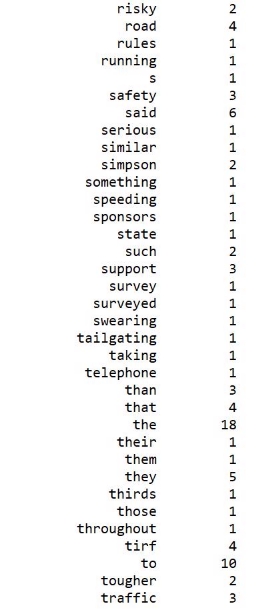 risky 2
road 4
rules 1
running 1
s 1
safety 3
said 6
serious 1
similar 1
simpson 2
something 1
speeding 1
sponsors 1
state 1
such 2
support 3
survey 1
surveyed 1
swearing 1
tailgating 1
taking 1
telephone 1
than 3
that 4
the 18
their 1
them 1
they 5
thirds 1
those 1
throughout 1
tirf 4
to 10
tougher 2
traffic 3